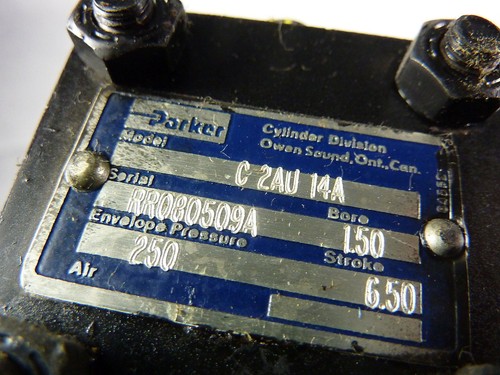 Parker
Cylinder Division
Owen Sound, Ont., Can.
Model
C 2AU 14A
Serial
Bore
RR080509A
1.50
Envelope Pressure
Stroke
250
6.50
Air